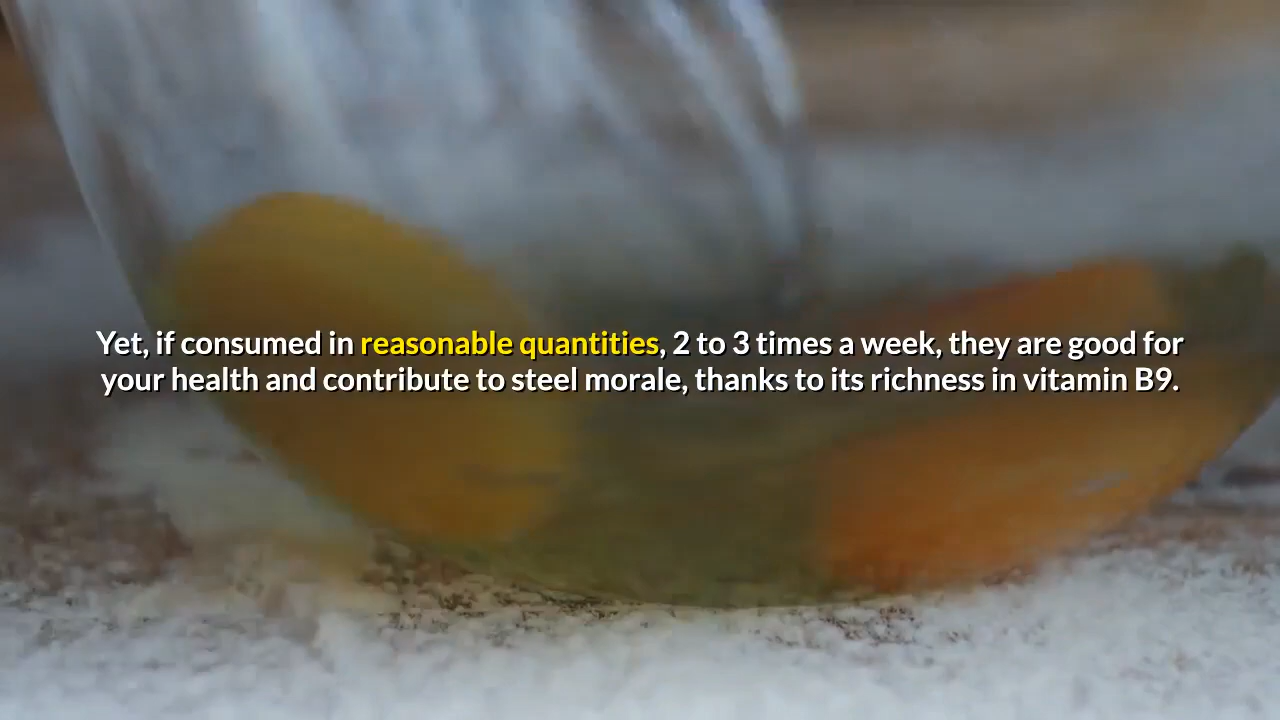 Yet, if consumed in reasonable quantities, 2 to 3 times a week, they are good for
your health and contribute to steel morale, thanks to its richness in vitamin B9.